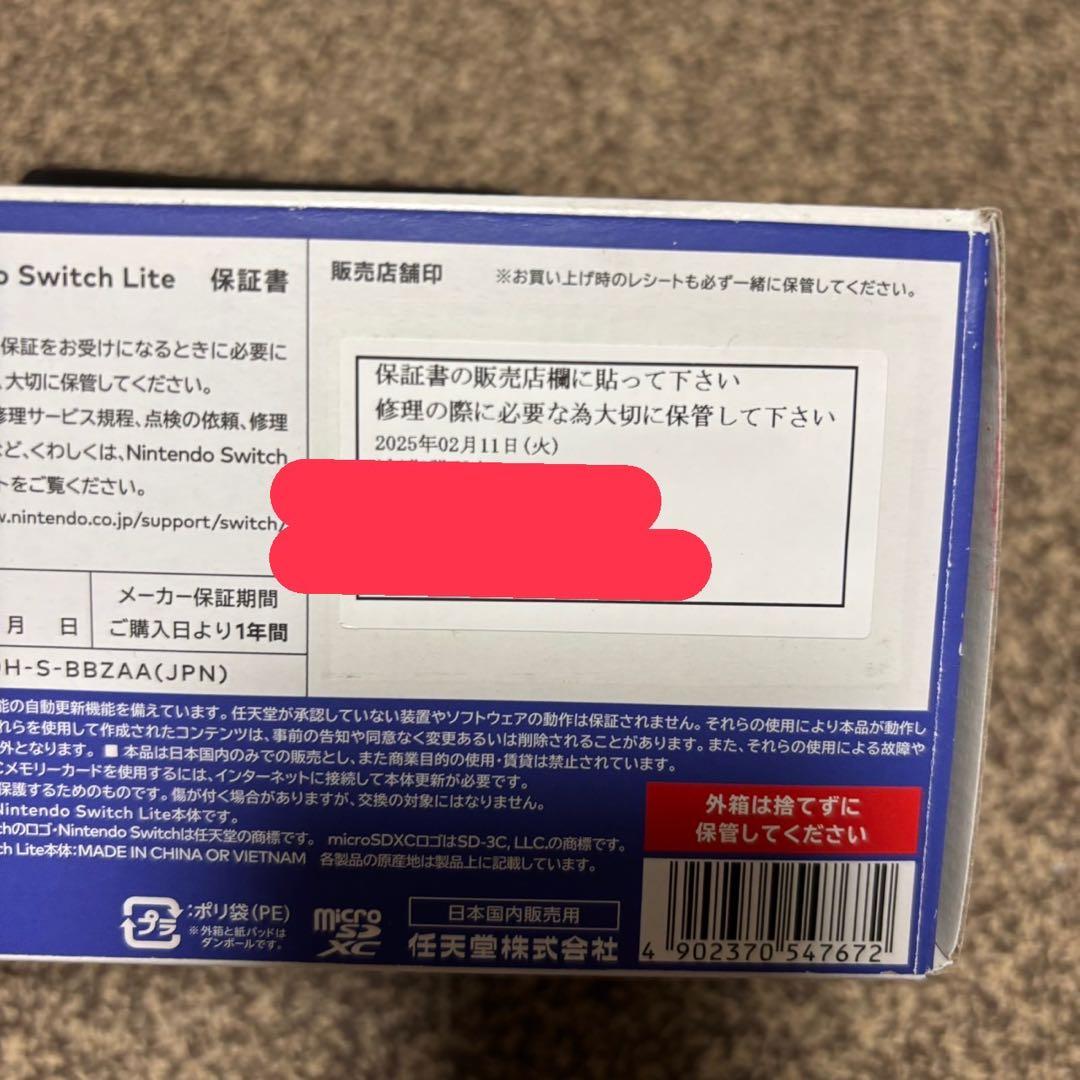 Switch Lite 保証書
保証をお受けになるときに必要に
大切に保管してください。
修理サービス規程、点検の依頼、修理
ど、くわしくは、Nintendo Switch
トをご覧ください。
w.nintendo.co.jp/support/switch/
月 日
メーカー保証期間
ご購入日より1年間
H-S-BBZAA(JPN)
販売店舗印
※お買い上げ時のレシートも必ず一緒に保管してください。
保証書の販売店欄に貼って下さい
修理の際に必要な為大切に保管して下さい
2025年02月11日(火)
能の自動更新機能を備えています。任天堂が承認していない装置やソフトウェアの動作は保証されません。それらの使用により本品が動作し
れらを使用して作成されたコンテンツは、事前の告知や同意なく変更あるいは削除されることがあります。また、それらの使用による故障や
外となります。 ■ 本品は日本国内のみでの販売とし、また商業目的の使用・賃貸は禁止されています。
Cメモリーカードを使用するには、インターネットに接続して本体更新が必要です。
保護するためのものです。傷が付く場合がありますが、交換の対象にはなりません。
Nintendo Switch Lite本体です。
chのロゴ・Nintendo Switchは任天堂の商標です。 microSDXCロゴはSD-3C, LLC.の商標です。
ch Lite本体:MADE IN CHINA OR VIETNAM 各製品の原産地は製品上に記載しています。
外箱は捨てずに
保管してください
プラ
:ポリ袋(PE)
※外箱と紙パッドは
ダンボールです。
micro
SD
XC
日本国内販売用
任天堂株式会社
4 902370 547672